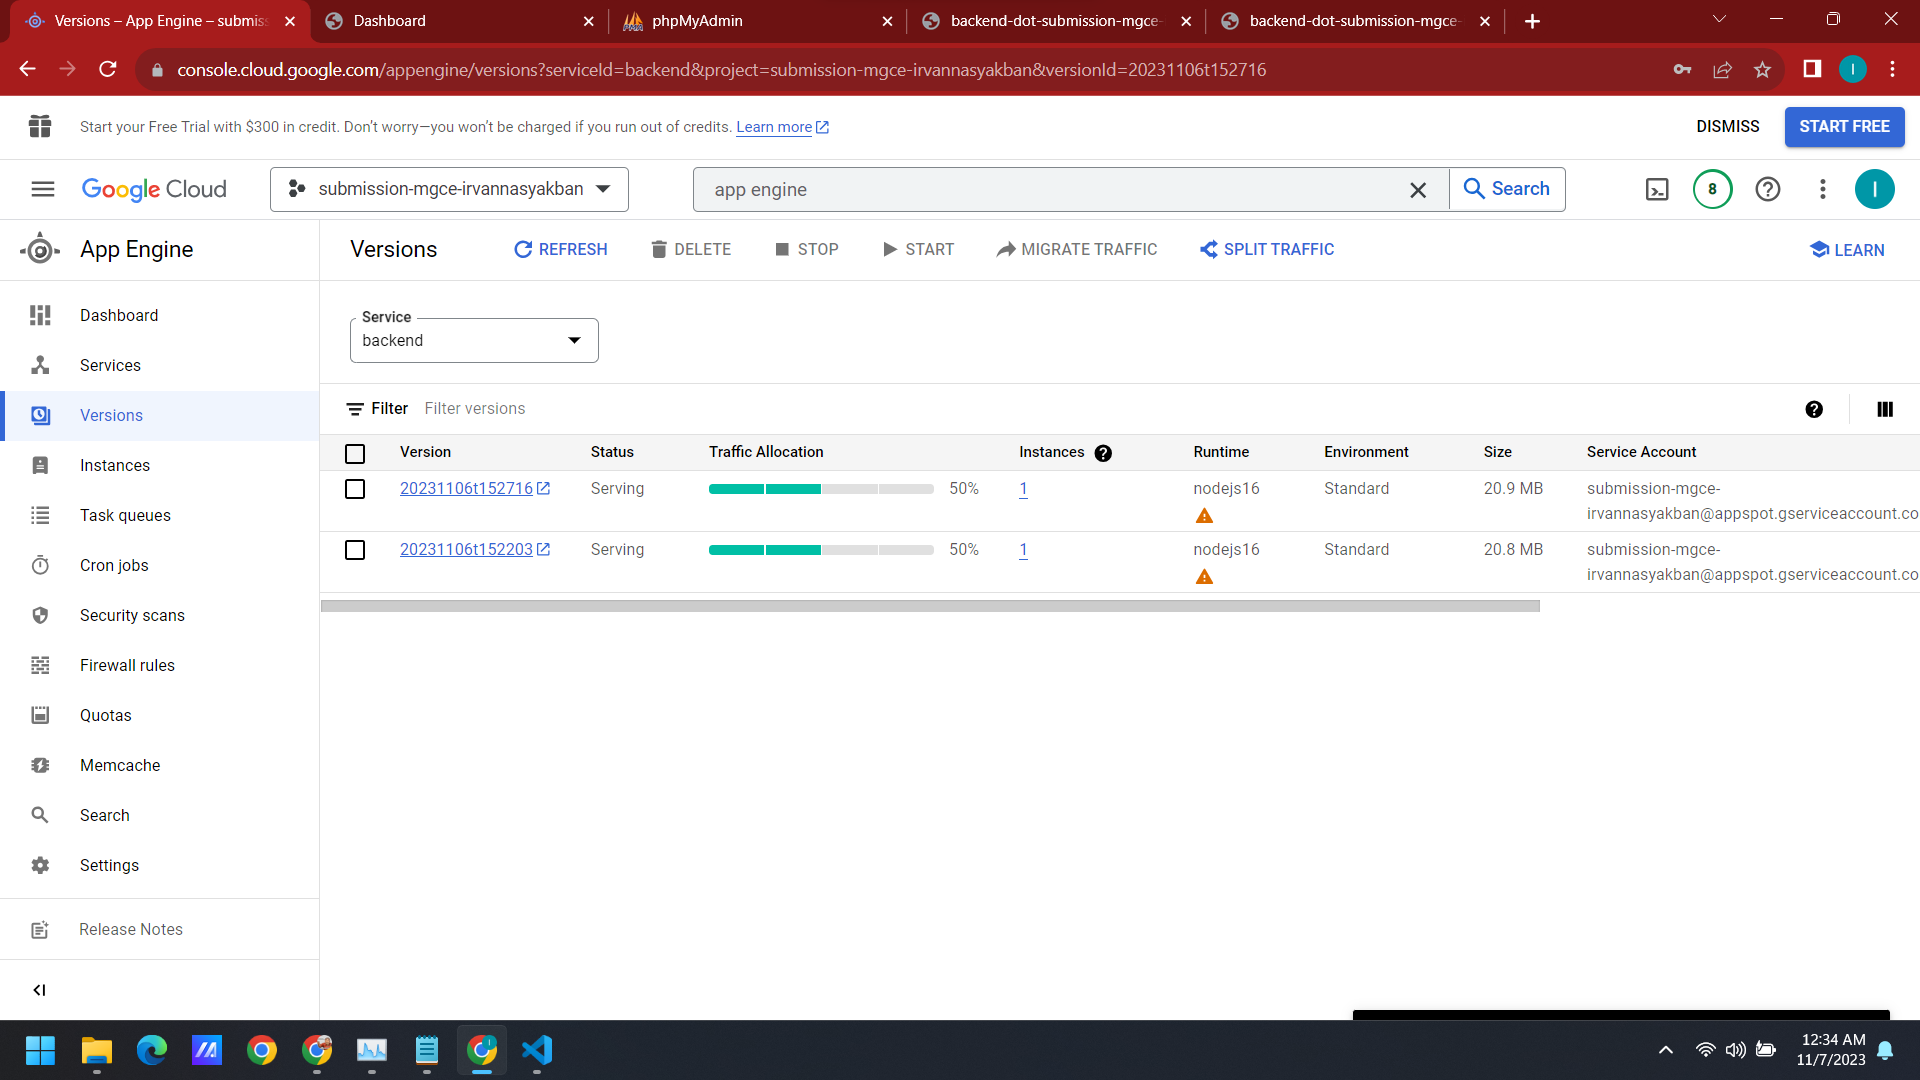 Versions – App Engine – submiss
Dashboard
phpMyAdmin
backend-dot-submission-mgce-
backend-dot-submission-mgce-
console.cloud.google.com/appengine/versions?serviceId=backend&project=submission-mgce-irvannasyakban&versionId=20231106t152716
I
Start your Free Trial with $300 in credit. Don't worry—you won't be charged if you run out of credits. Learn more
DISMISS
START FREE
Google Cloud
submission-mgce-irvannasyakban
app engine
Search
8
I
App Engine
Versions
REFRESH
DELETE
STOP
START
MIGRATE TRAFFIC
SPLIT TRAFFIC
LEARN
Dashboard
Services
Versions
Instances
Task queues
Cron jobs
Security scans
Firewall rules
Quotas
Memcache
Search
Settings
Release Notes
Service
backend
Filter Filter versions
Version Status Traffic Allocation Instances Runtime Environment Size Service Account
20231106t152716 Serving 50% 1 nodejs16 Standard 20.9 MB submission-mgce-
irvannasyakban@appspot.gserviceaccount.co
20231106t152203 Serving 50% 1 nodejs16 Standard 20.8 MB submission-mgce-
irvannasyakban@appspot.gserviceaccount.co
12:34 AM
11/7/2023